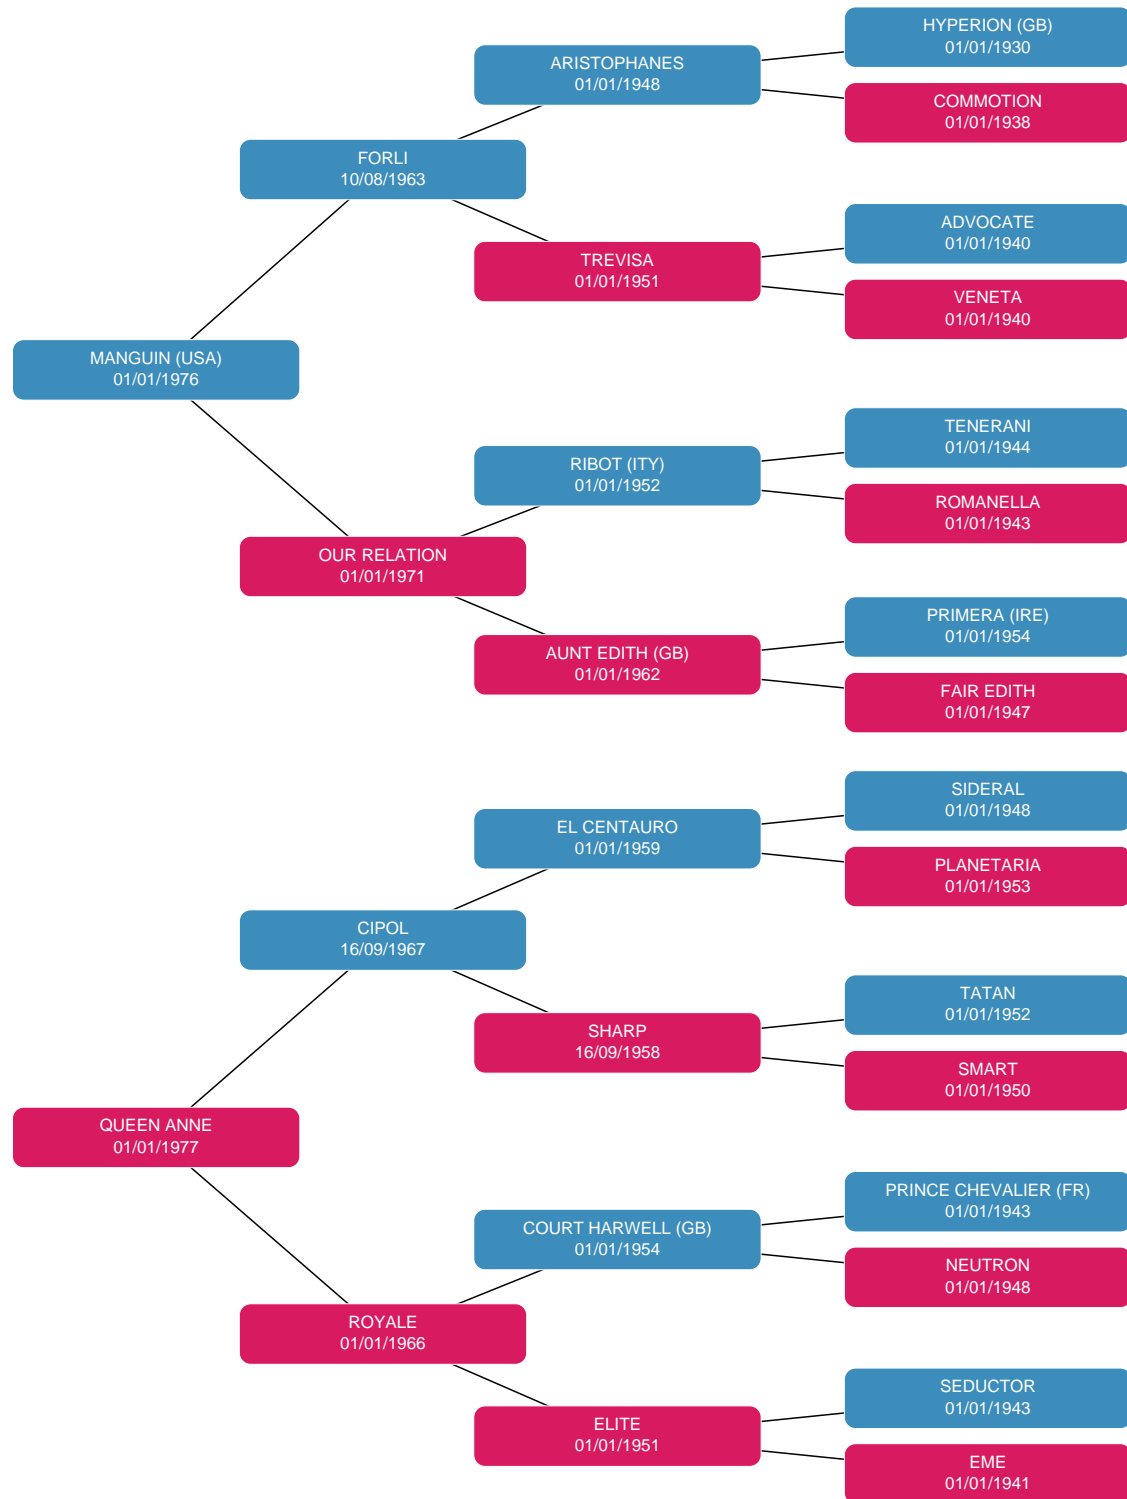 HYPERION (GB)
01/01/1930
ARISTOPHANES
01/01/1948
COMMOTION
01/01/1938
FORLI
10/08/1963
ADVOCATE
01/01/1940
TREVISA
01/01/1951
VENETA
01/01/1940
MANGUIN (USA)
01/01/1976
TENERANI
01/01/1944
RIBOT (ITY)
01/01/1952
ROMANELLA
01/01/1943
OUR RELATION
01/01/1971
PRIMERA (IRE)
01/01/1954
AUNT EDITH (GB)
01/01/1962
FAIR EDITH
01/01/1947
SIDERAL
01/01/1948
EL CENTAURO
01/01/1959
PLANETARIA
01/01/1953
CIPOL
16/09/1967
TATAN
01/01/1952
SHARP
16/09/1958
SMART
01/01/1950
QUEEN ANNE
01/01/1977
PRINCE CHEVALIER (FR)
01/01/1943
COURT HARWELL (GB)
01/01/1954
NEUTRON
01/01/1948
ROYALE
01/01/1966
SEDUCTOR
01/01/1943
ELITE
01/01/1951
EME
01/01/1941